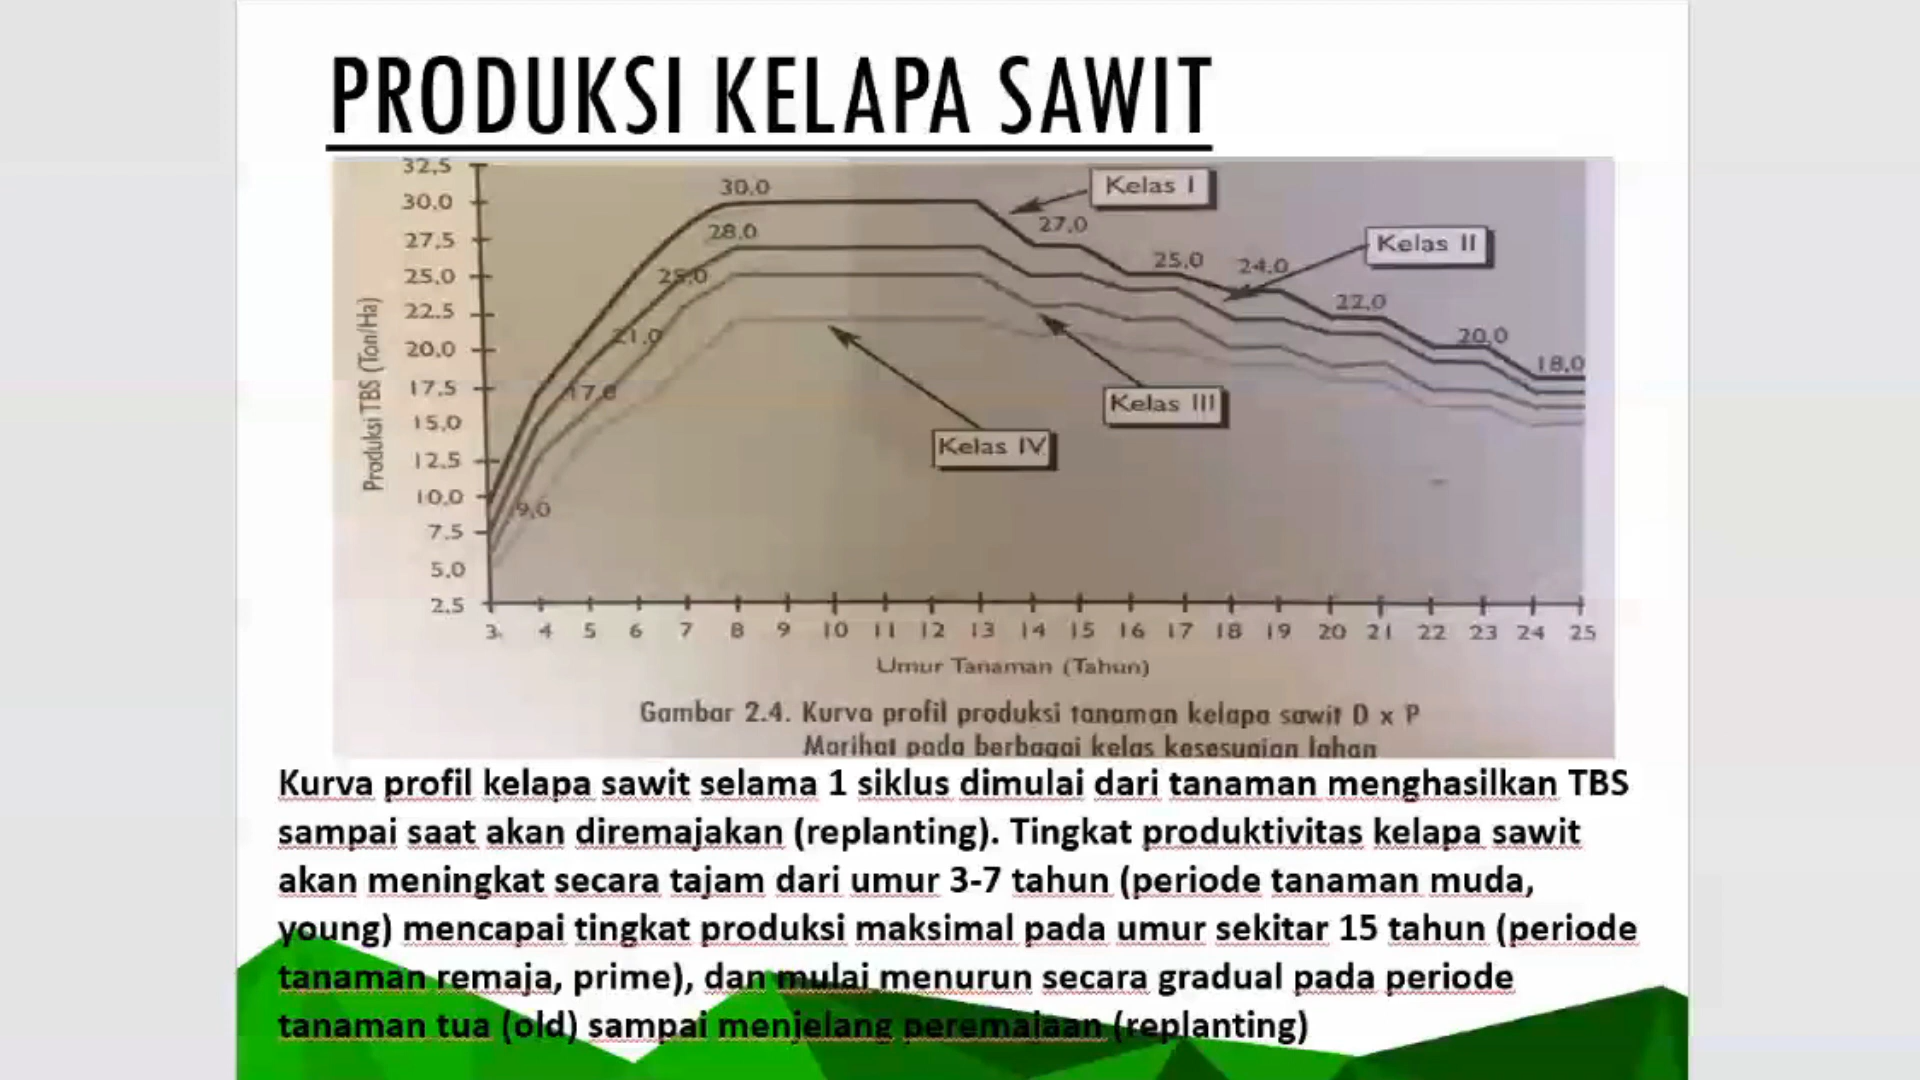 PRODUKSI KELAPA SAWIT
32,5
30,0
27,5
25,0
22,5
20,0
17,5
15,0
12,5
10,0
7,5
5,0
2,5
Produksi TBS (Ton/Ha)
30,0
28,0
25,0
21,0
17,0
9,0
27,0
25,0
24,0
22,0
20,0
18,0
Kelas I
Kelas II
Kelas III
Kelas IV
3 4 5 6 7 8 9 10 11 12 13 14 15 16 17 18 19 20 21 22 23 24 25
Umur Tanaman (Tahun)
Gambar 2.4. Kurva profil produksi tanaman kelapa sawit D x P
Marihat pada berbagai kelas kesesuaian lahan
Kurva profil kelapa sawit selama 1 siklus dimulai dari tanaman menghasilkan TBS
sampai saat akan diremajakan (replanting). Tingkat produktivitas kelapa sawit
akan meningkat secara tajam dari umur 3-7 tahun (periode tanaman muda,
young) mencapai tingkat produksi maksimal pada umur sekitar 15 tahun (periode
tanaman remaja, prime), dan mulai menurun secara gradual pada periode
tanaman tua (old) sampai menjelang peremajaan (replanting)